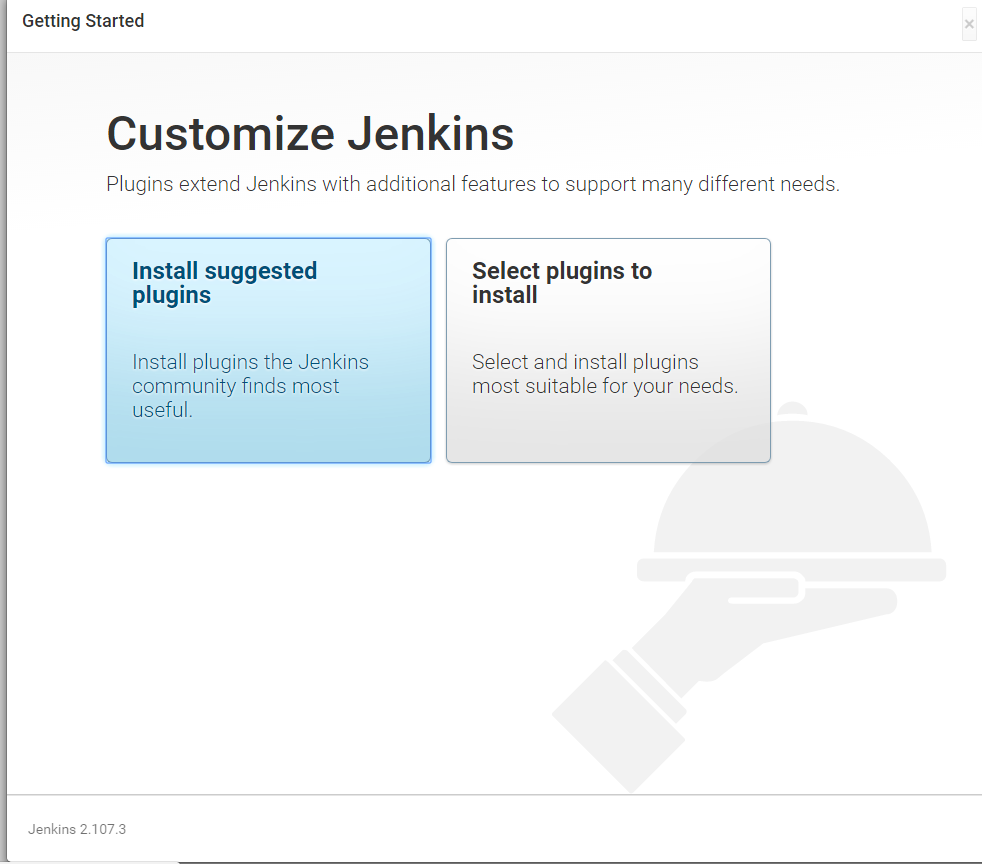 Getting Started
×
Customize Jenkins
Plugins extend Jenkins with additional features to support many different needs.
Install suggested
plugins
Install plugins the Jenkins
community finds most
useful.
Select plugins to
install
Select and install plugins
most suitable for your needs.
Jenkins 2.107.3